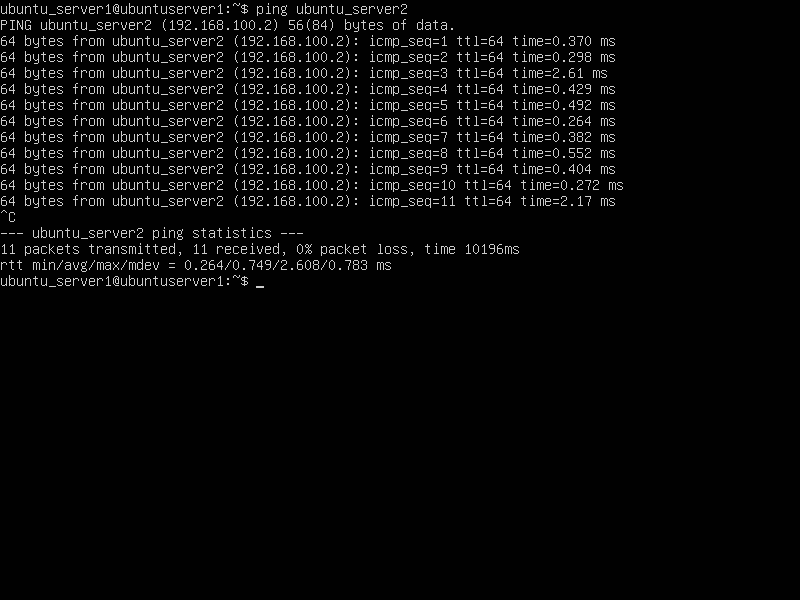 ubuntu_server1@ubuntuserver1:~$ ping ubuntu_server2
PING ubuntu_server2 (192.168.100.2) 56(84) bytes of data.
64 bytes from ubuntu_server2 (192.168.100.2): icmp_seq=1 ttl=64 time=0.370 ms
64 bytes from ubuntu_server2 (192.168.100.2): icmp_seq=2 ttl=64 time=0.298 ms
64 bytes from ubuntu_server2 (192.168.100.2): icmp_seq=3 ttl=64 time=2.61 ms
64 bytes from ubuntu_server2 (192.168.100.2): icmp_seq=4 ttl=64 time=0.429 ms
64 bytes from ubuntu_server2 (192.168.100.2): icmp_seq=5 ttl=64 time=0.492 ms
64 bytes from ubuntu_server2 (192.168.100.2): icmp_seq=6 ttl=64 time=0.264 ms
64 bytes from ubuntu_server2 (192.168.100.2): icmp_seq=7 ttl=64 time=0.382 ms
64 bytes from ubuntu_server2 (192.168.100.2): icmp_seq=8 ttl=64 time=0.552 ms
64 bytes from ubuntu_server2 (192.168.100.2): icmp_seq=9 ttl=64 time=0.404 ms
64 bytes from ubuntu_server2 (192.168.100.2): icmp_seq=10 ttl=64 time=0.272 ms
64 bytes from ubuntu_server2 (192.168.100.2): icmp_seq=11 ttl=64 time=2.17 ms
^C
--- ubuntu_server2 ping statistics ---
11 packets transmitted, 11 received, 0% packet loss, time 10196ms
rtt min/avg/max/mdev = 0.264/0.749/2.608/0.783 ms
ubuntu_server1@ubuntuserver1:~$ _